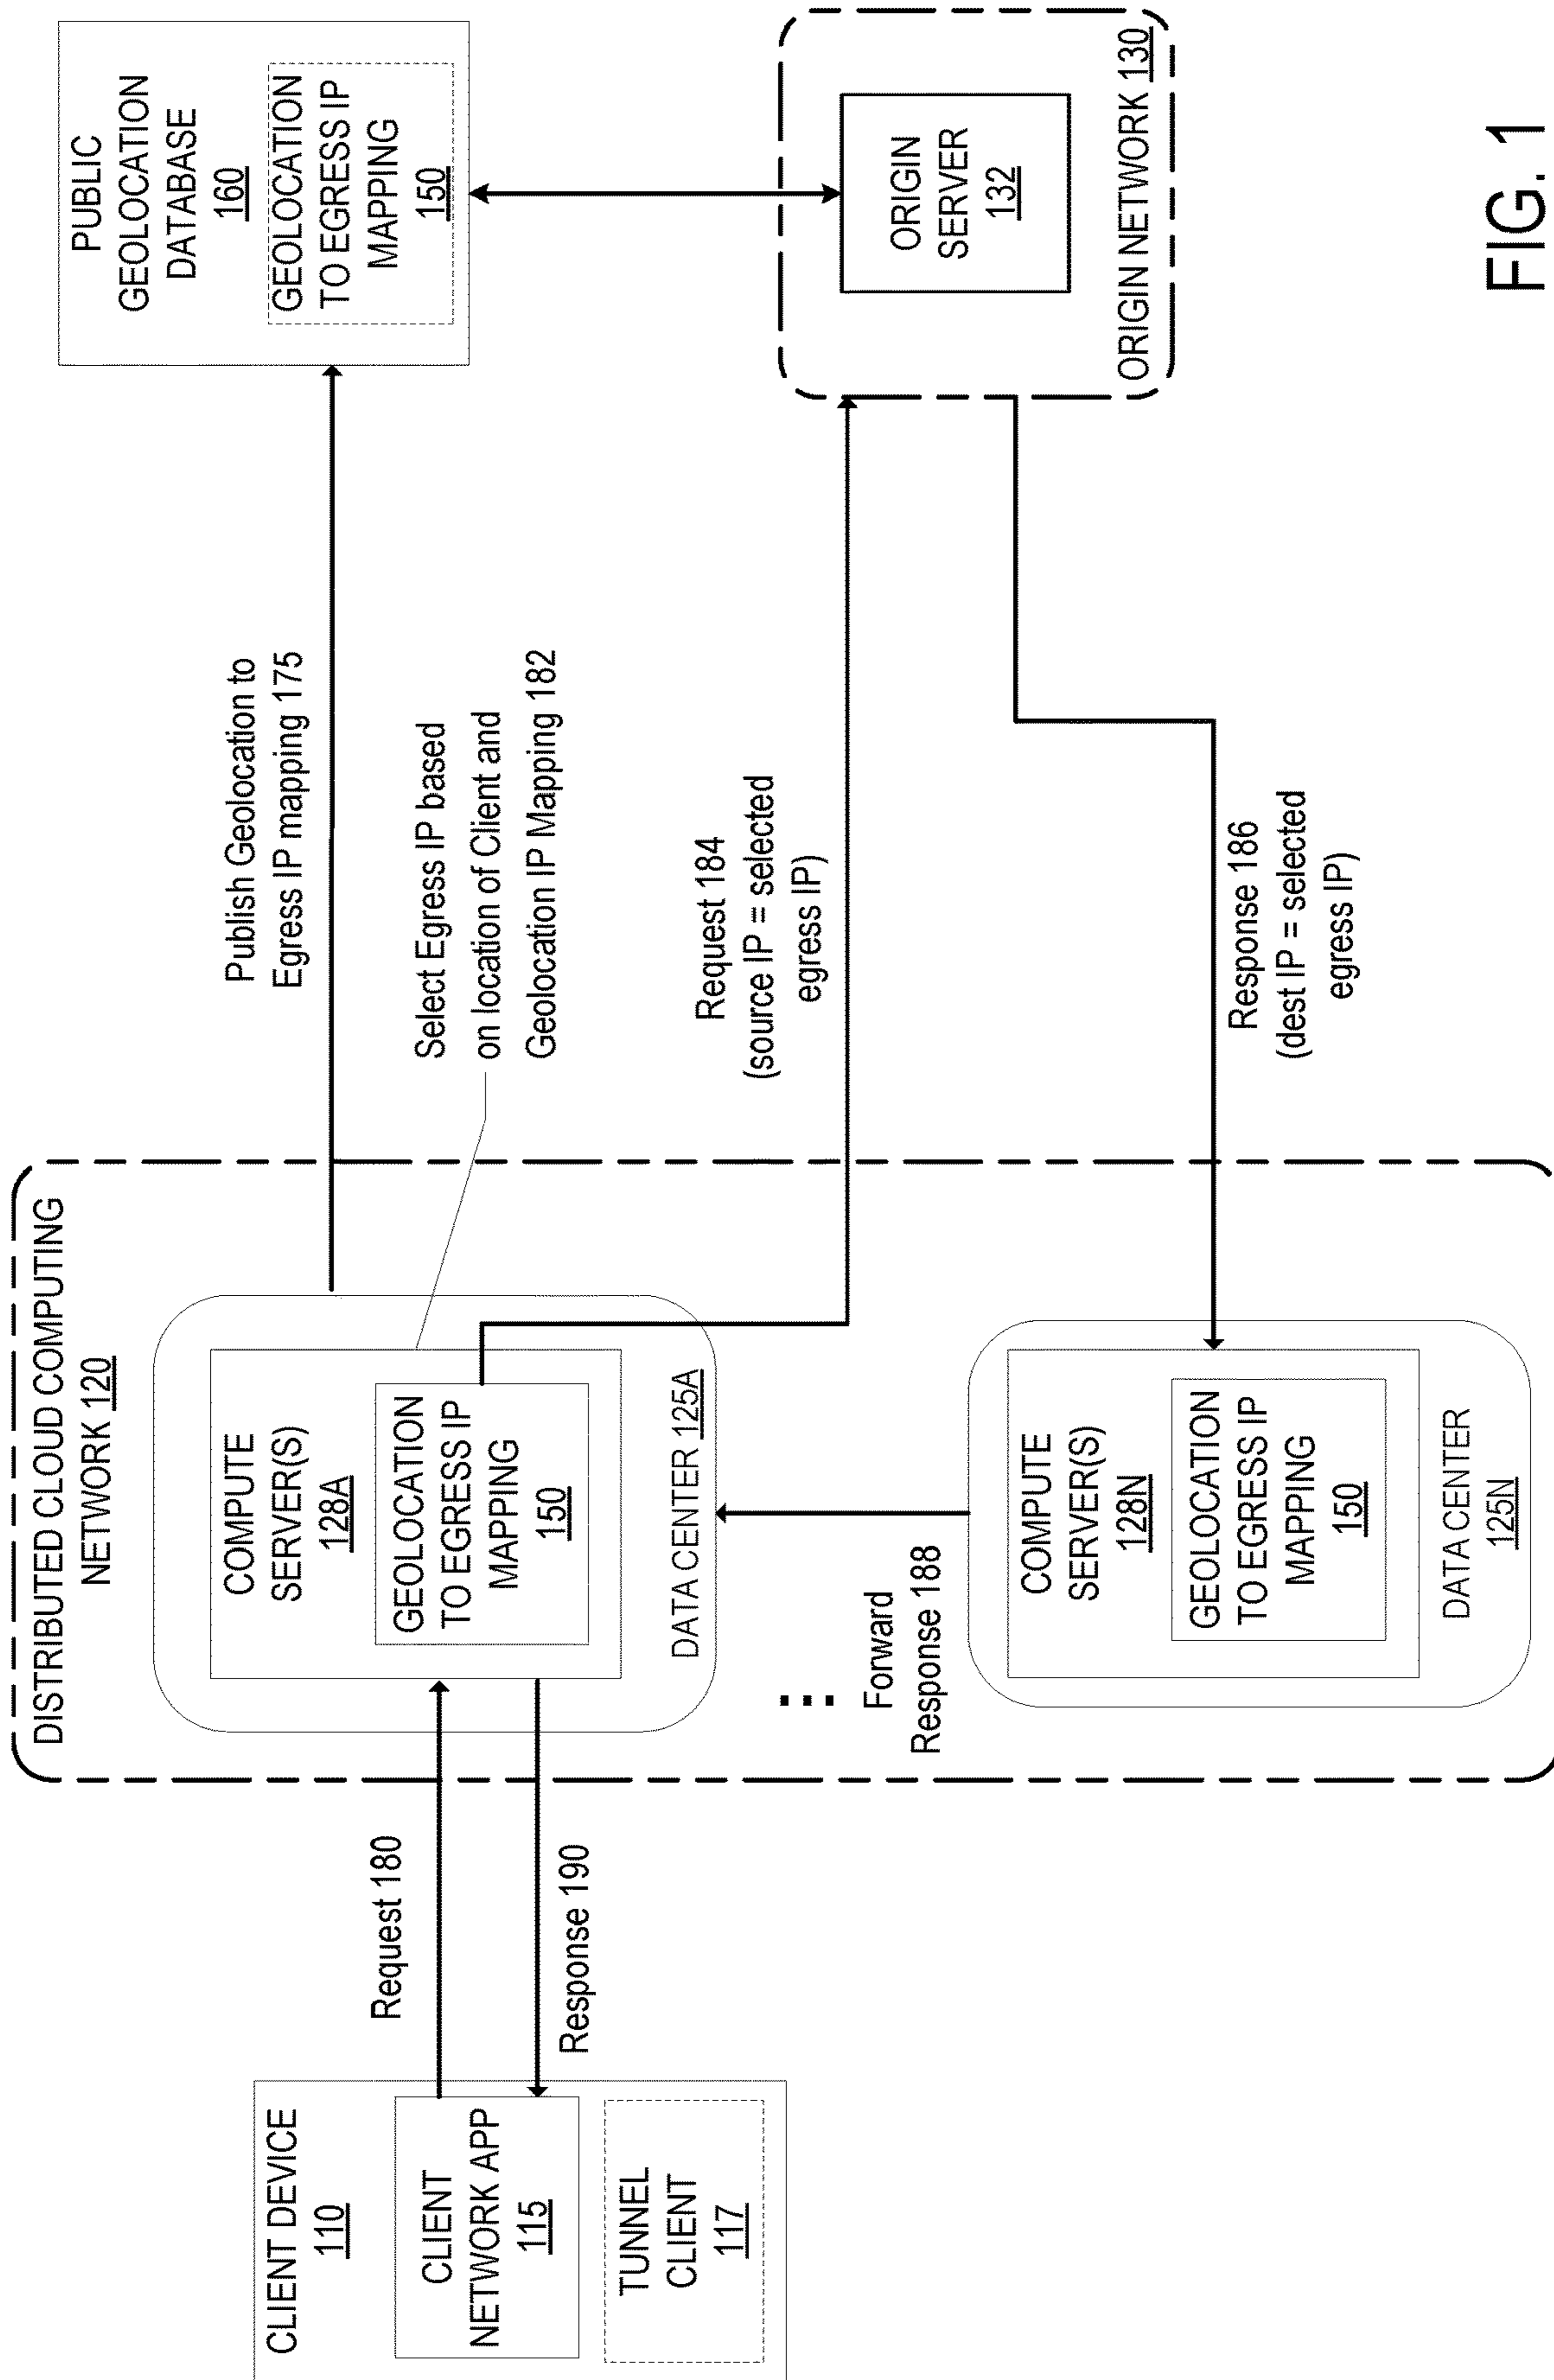 CLIENT DEVICE
110
CLIENT
NETWORK APP
115
TUNNEL
CLIENT
117
Request 180
Response 190
DISTRIBUTED CLOUD COMPUTING
NETWORK 120
COMPUTE
SERVER(S)
128A
GEOLOCATION
TO EGRESS IP
MAPPING
150
DATA CENTER 125A
Forward
Response 188
COMPUTE
SERVER(S)
128N
GEOLOCATION
TO EGRESS IP
MAPPING
150
DATA CENTER
125N
Publish Geolocation to
Egress IP mapping 175
Select Egress IP based
on location of Client and
Geolocation IP Mapping 182
Request 184
(source IP = selected
egress IP)
Response 186
(dest IP = selected
egress IP)
PUBLIC
GEOLOCATION
DATABASE
160
GEOLOCATION
TO EGRESS IP
MAPPING
150
ORIGIN
SERVER
132
ORIGIN NETWORK 130
FIG. 1